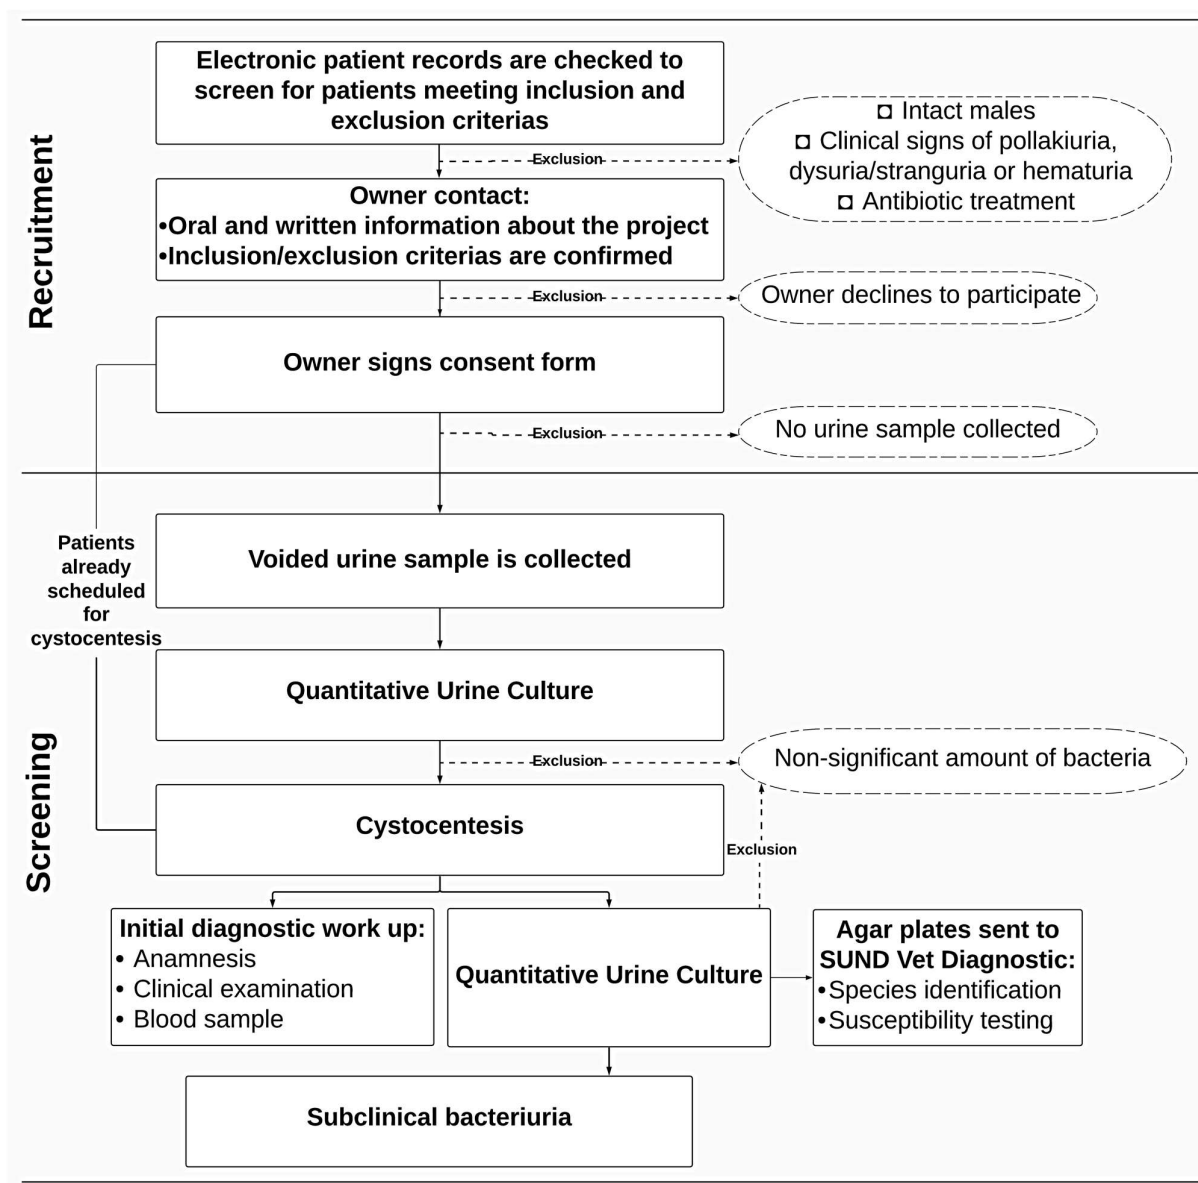 Recruitment
Electronic patient records are checked to
screen for patients meeting inclusion and
exclusion criterias
Exclusion
◘ Intact males
◘ Clinical signs of pollakiuria,
dysuria/stranguria or hematuria
◘ Antibiotic treatment
Owner contact:
•Oral and written information about the project
•Inclusion/exclusion criterias are confirmed
Exclusion
Owner declines to participate
Owner signs consent form
Exclusion
No urine sample collected
Screening
Patients
already
scheduled
for
cystocentesis
Voided urine sample is collected
Quantitative Urine Culture
Exclusion
Non-significant amount of bacteria
Cystocentesis
Exclusion
Initial diagnostic work up:
• Anamnesis
• Clinical examination
• Blood sample
Quantitative Urine Culture
Agar plates sent to
SUND Vet Diagnostic:
•Species identification
•Susceptibility testing
Subclinical bacteriuria